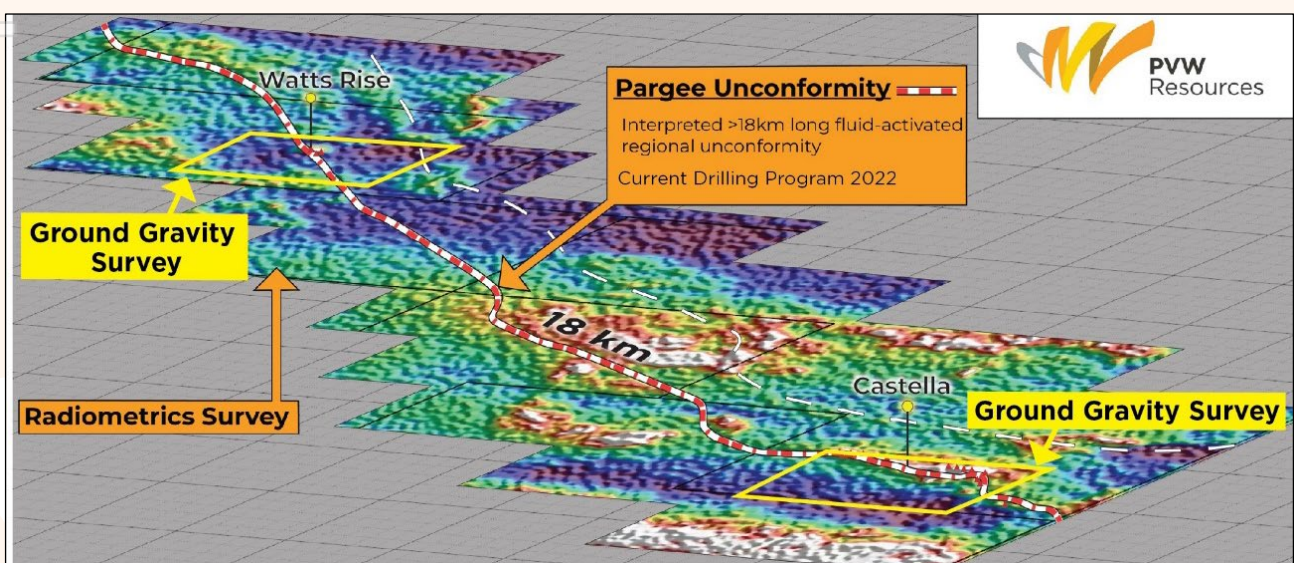 PVW
Resources
Watts Rise
Pargee Unconformity
Interpreted >18km long fluid-activated
regional unconformity
Current Drilling Program 2022
Ground Gravity
Survey
18 km
Castella
Radiometrics Survey
Ground Gravity Survey